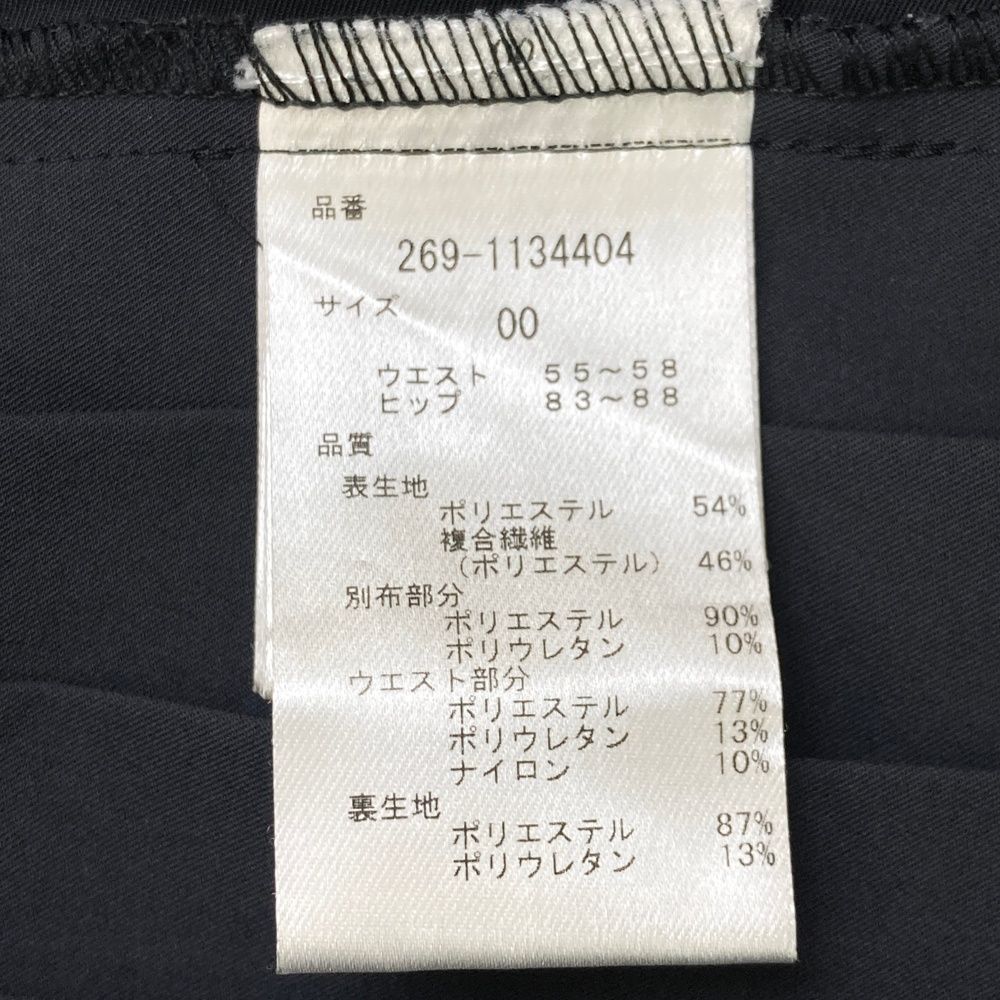 品番
269-1134404
サイズ
00
ウエスト 55～58
ヒップ 83～88
品質
表生地
ポリエステル 54%
複合繊維
(ポリエステル) 46%
別布部分
ポリエステル 90%
ポリウレタン 10%
ウエスト部分
ポリエステル 77%
ポリウレタン 13%
ナイロン 10%
裏生地
ポリエステル 87%
ポリウレタン 13%